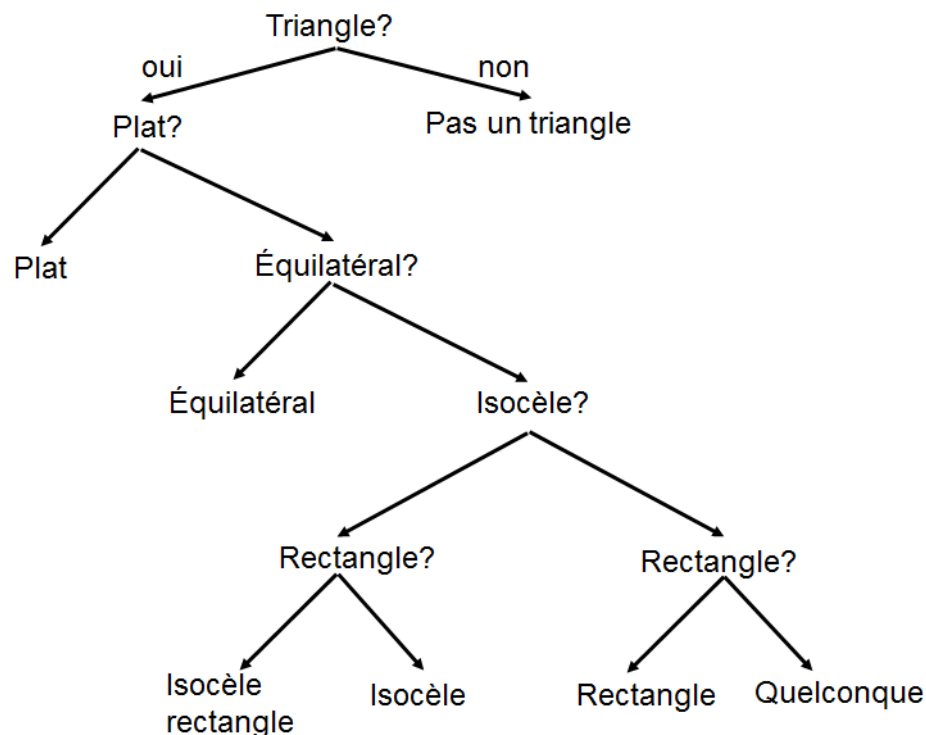 Triangle?
oui
non
Plat?
Pas un triangle
Plat
Équilatéral?
Équilatéral
Isocèle?
Rectangle?
Rectangle?
Isocèle
rectangle
Isocèle
Rectangle
Quelconque